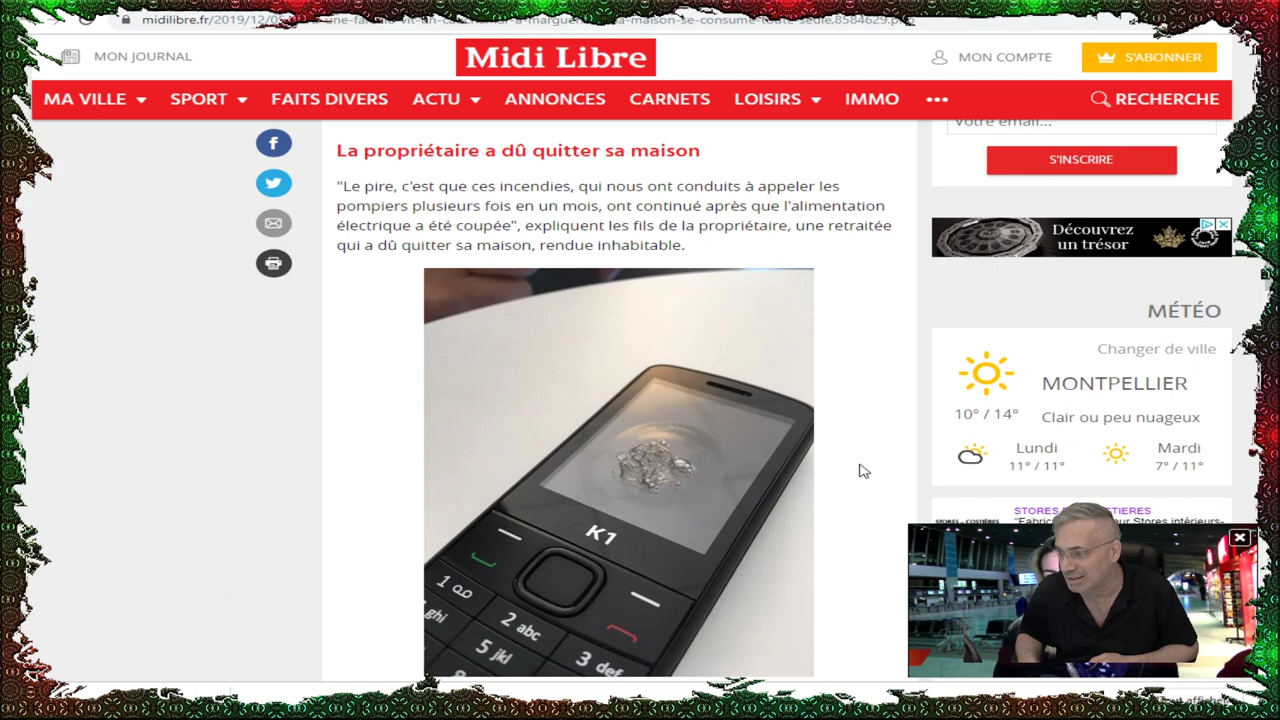 midilibre.fr/2019/12/0
MON JOURNAL
Midi Libre
MON COMPTE
S'ABONNER
MA VILLE SPORT FAITS DIVERS ACTU ANNONCES CARNETS LOISIRS IMMO ••• RECHERCHE
Votre email...
S'INSCRIRE
La propriétaire a dû quitter sa maison
"Le pire, c'est que ces incendies, qui nous ont conduits à appeler les
pompiers plusieurs fois en un mois, ont continué après que l'alimentation
électrique a été coupée", expliquent les fils de la propriétaire, une retraitée
qui a dû quitter sa maison, rendue inhabitable.
Découvrez
un trésor
MÉTÉO
Changer de ville
MONTPELLIER
10° / 14°
Clair ou peu nuageux
Lundi
11° / 11°
Mardi
7° / 11°
K1
1
2 abc
3 def
ghi
5 jkl
STORES